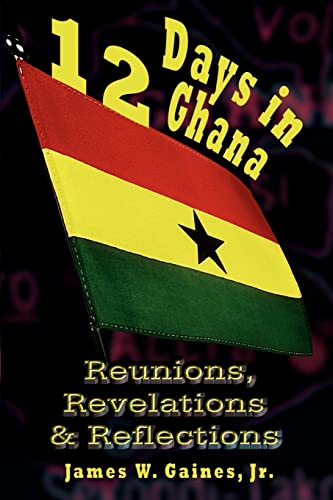 12 Days in
Ghana
Reunions,
Revelations
& Reflections
James W. Gaines, Jr.